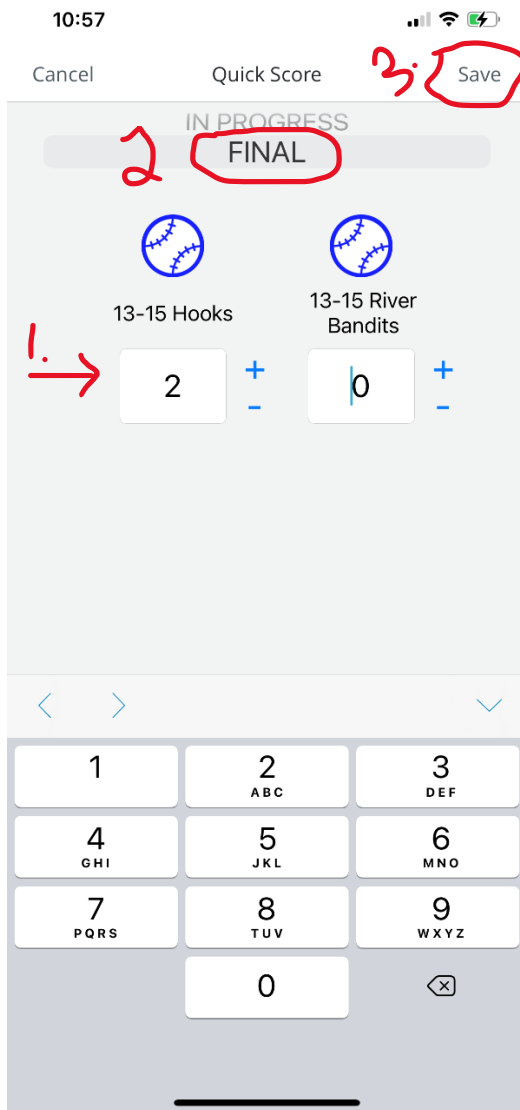 10:57
Cancel Quick Score 3. Save
IN PROGRESS
2 FINAL
13-15 Hooks
13-15 River
Bandits
1.
2 + 0 +
- -
1 2 3
ABC DEF
4 5 6
GHI JKL MNO
7 8 9
PQRS TUV WXYZ
0